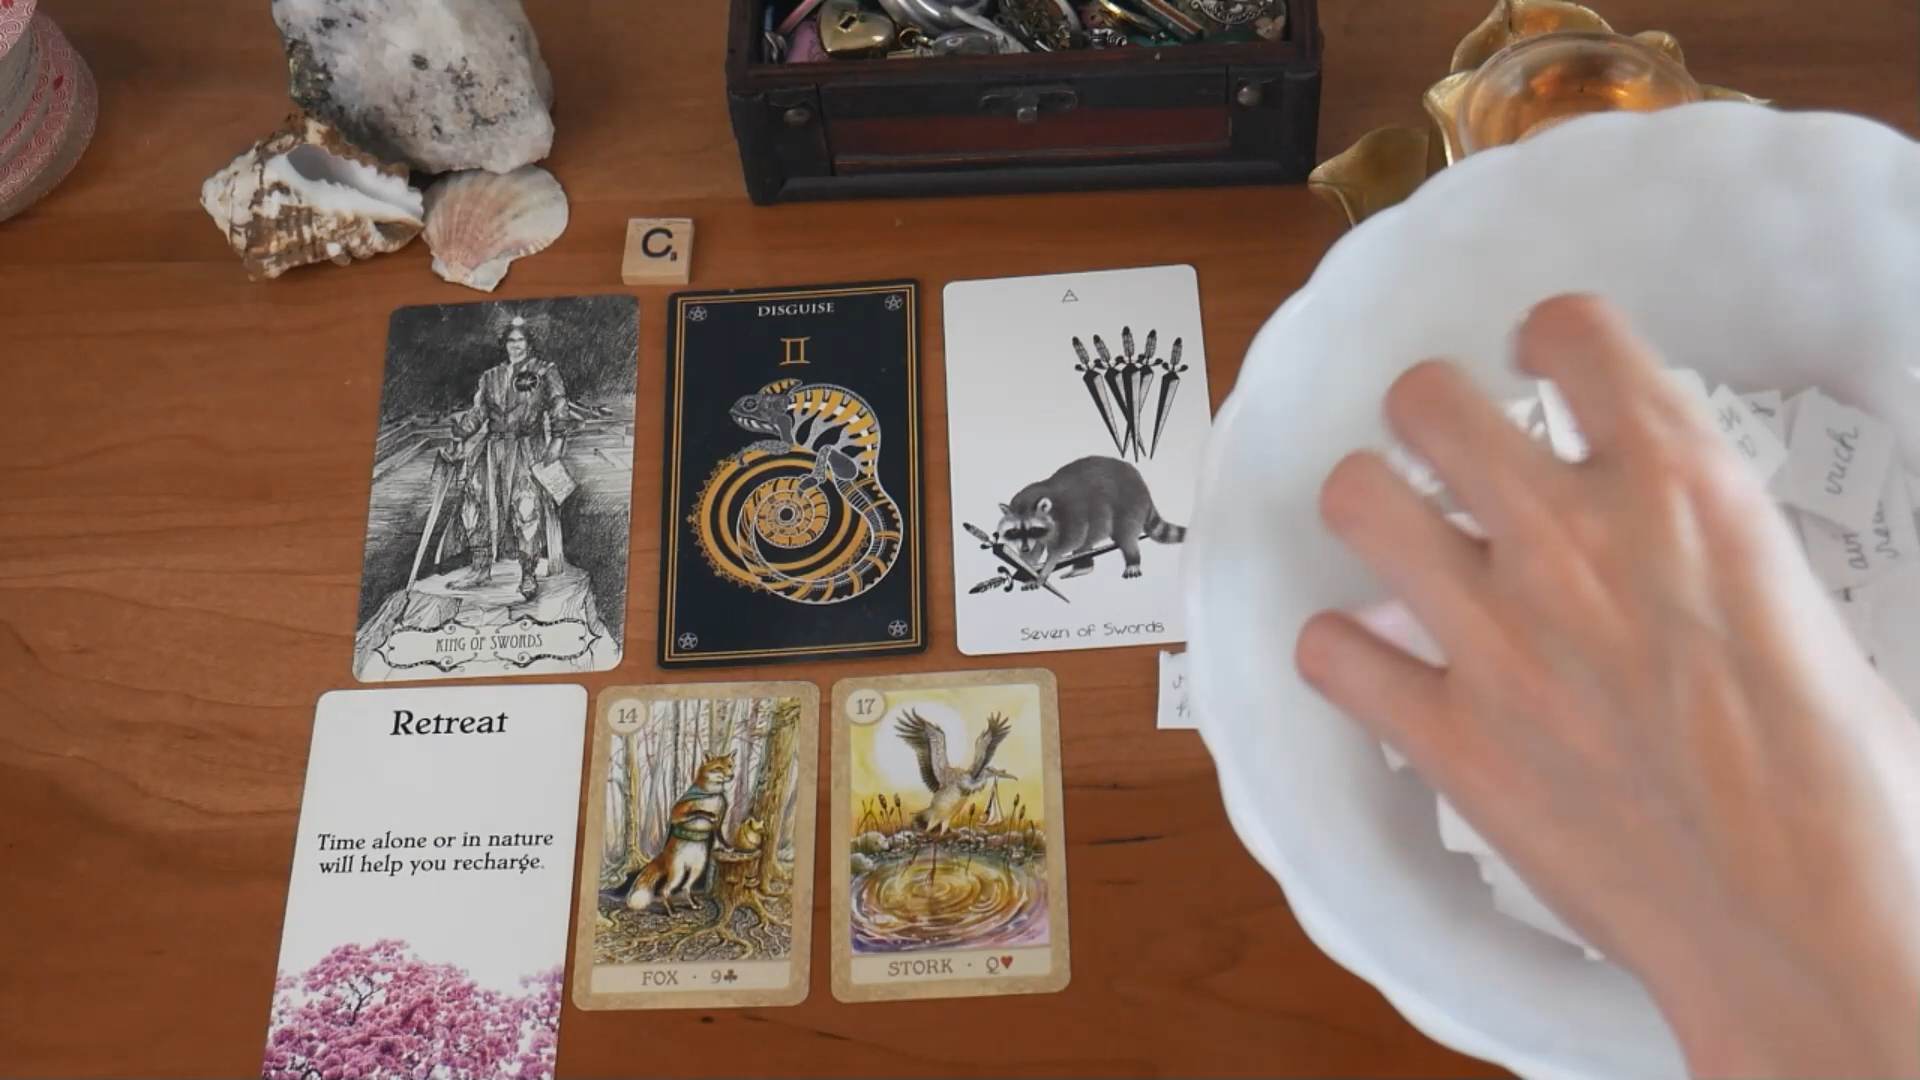 C
DISGUISE
KING OF SWORDS
Seven of Swords
Retreat
Time alone or in nature
will help you recharge.
14
FOX · 9♣
17
STORK · Q♥
air